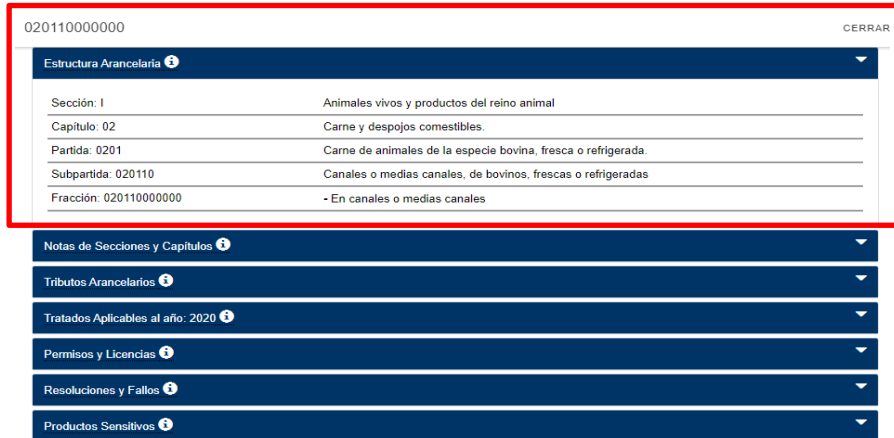 020110000000 CERRAR
Estructura Arancelaria
Sección: I Animales vivos y productos del reino animal
Capítulo: 02 Carne y despojos comestibles.
Partida: 0201 Carne de animales de la especie bovina, fresca o refrigerada.
Subpartida: 020110 Canales o medias canales, de bovinos, frescas o refrigeradas
Fracción: 020110000000 - En canales o medias canales
Notas de Secciones y Capítulos
Tributos Arancelarios
Tratados Aplicables al año: 2020
Permisos y Licencias
Resoluciones y Fallos
Productos Sensitivos